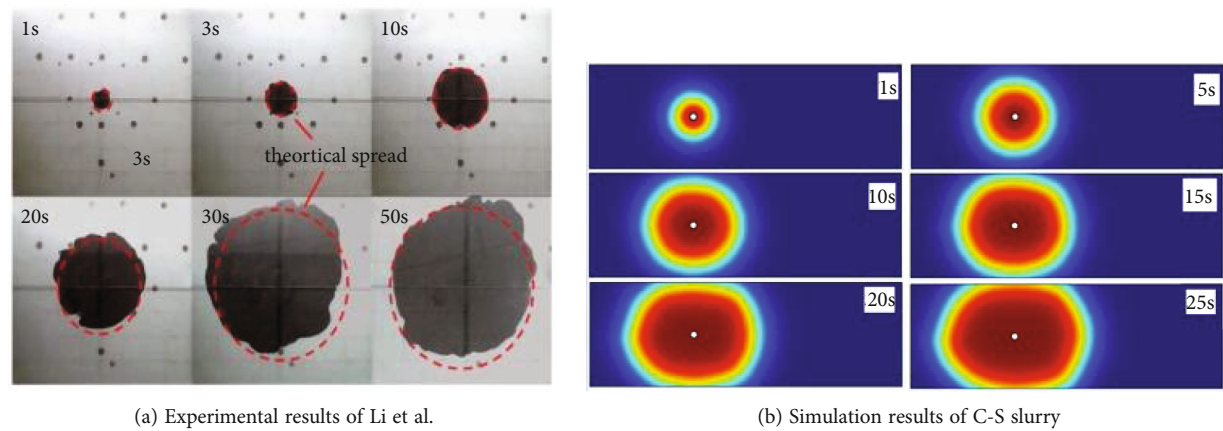 1s
3s
10s
3s
theortical spread
20s
30s
50s
(a) Experimental results of Li et al.
1s
5s
10s
15s
20s
25s
(b) Simulation results of C-S slurry